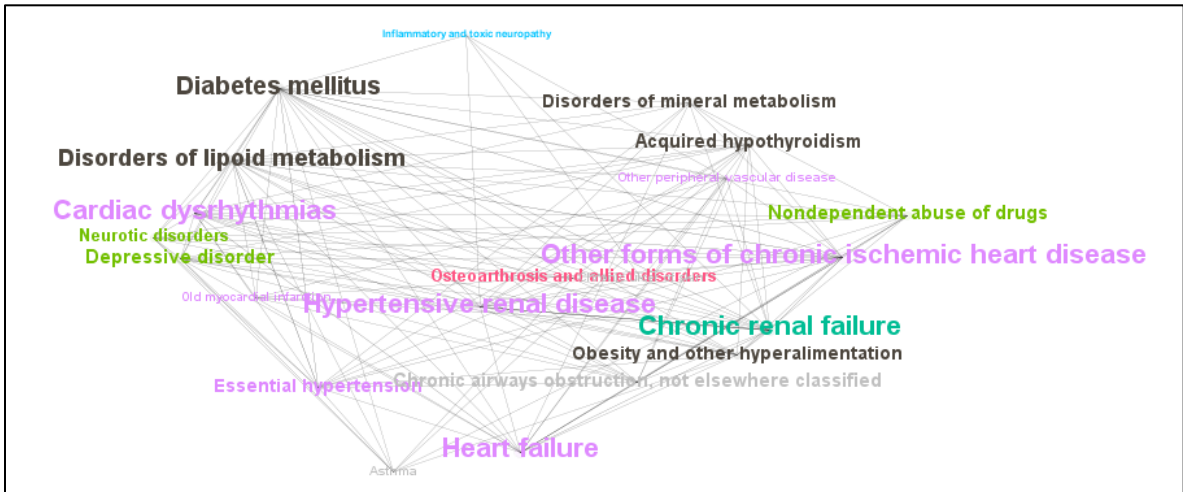 Inflammatory and toxic neuropathy
Diabetes mellitus
Disorders of mineral metabolism
Acquired hypothyroidism
Disorders of lipoid metabolism
Other peripheral vascular disease
Cardiac dysrhythmias
Nondependent abuse of drugs
Neurotic disorders
Depressive disorder
Other forms of chronic ischemic heart disease
Osteoarthrosis and allied disorders
Old myocardial infarction
Hypertensive renal disease
Chronic renal failure
Obesity and other hyperalimentation
Chronic airways obstruction, not elsewhere classified
Essential hypertension
Heart failure
Asthma